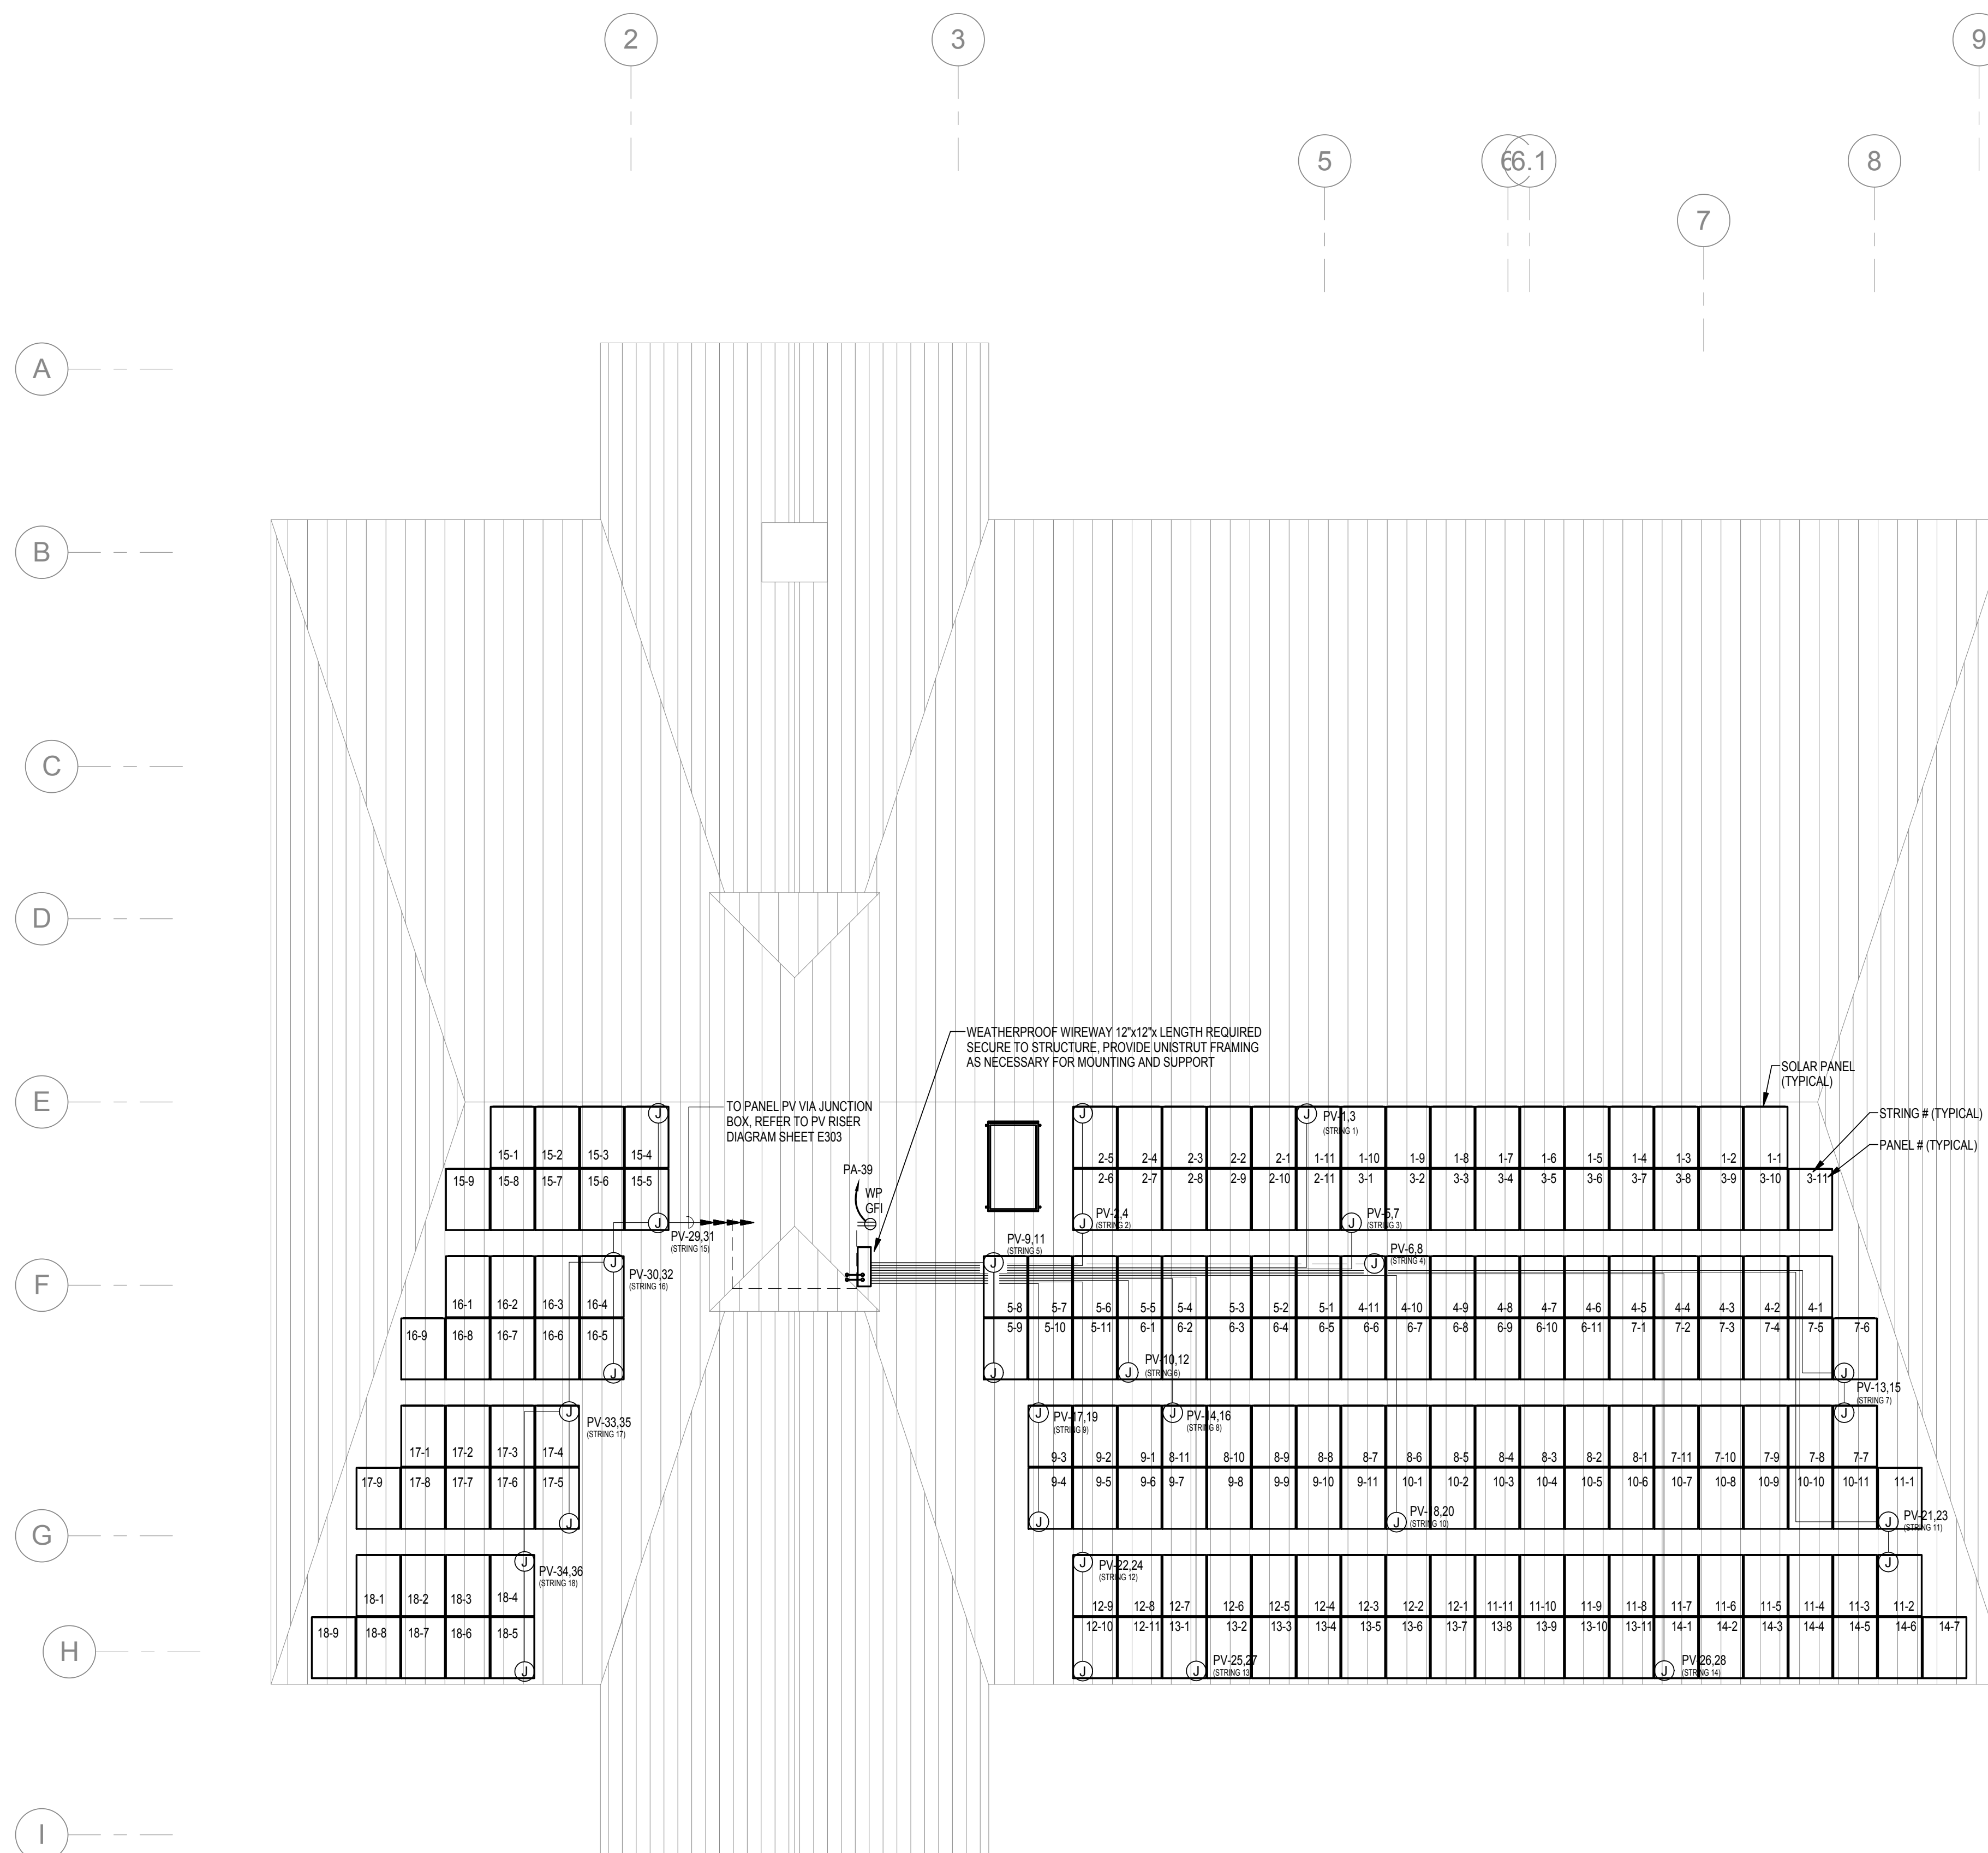 2
3
9
5
6
6.1
8
7
A
B
C
D
E
F
G
H
I
WEATHERPROOF WIREWAY 12"x12"x LENGTH REQUIRED
SECURE TO STRUCTURE, PROVIDE UNISTRUT FRAMING
AS NECESSARY FOR MOUNTING AND SUPPORT
TO PANEL PV VIA JUNCTION
BOX, REFER TO PV RISER
DIAGRAM SHEET E303
PA-39
WP
GFI
SOLAR PANEL
(TYPICAL)
STRING # (TYPICAL)
PANEL # (TYPICAL)
J
15-1 15-2 15-3 15-4
15-9 15-8 15-7 15-6 15-5
J
PV-29,31
(STRING 15)
J
PV-30,32
(STRING 16)
16-1 16-2 16-3 16-4
16-9 16-8 16-7 16-6 16-5
J
J
PV-33,35
(STRING 17)
17-1 17-2 17-3 17-4
17-9 17-8 17-7 17-6 17-5
J
J
PV-34,36
(STRING 18)
18-1 18-2 18-3 18-4
18-9 18-8 18-7 18-6 18-5
J
J J PV-1,3
(STRING 1)
2-5 2-4 2-3 2-2 2-1 1-11 1-10 1-9 1-8 1-7 1-6 1-5 1-4 1-3 1-2 1-1
2-6 2-7 2-8 2-9 2-10 2-11 3-1 3-2 3-3 3-4 3-5 3-6 3-7 3-8 3-9 3-10 3-11
J PV-2,4 J PV-5,7
(STRING 2) (STRING 3)
PV-9,11
(STRING 5)
J J PV-6,8
(STRING 4)
5-8 5-7 5-6 5-5 5-4 5-3 5-2 5-1 4-11 4-10 4-9 4-8 4-7 4-6 4-5 4-4 4-3 4-2 4-1
5-9 5-10 5-11 6-1 6-2 6-3 6-4 6-5 6-6 6-7 6-8 6-9 6-10 6-11 7-1 7-2 7-3 7-4 7-5 7-6
J J PV-10,12 J
(STRING 6)
PV-13,15
(STRING 7)
J PV-17,19 J PV-14,16 J
(STRING 9) (STRING 8)
9-3 9-2 9-1 8-11 8-10 8-9 8-8 8-7 8-6 8-5 8-4 8-3 8-2 8-1 7-11 7-10 7-9 7-8 7-7
9-4 9-5 9-6 9-7 9-8 9-9 9-10 9-11 10-1 10-2 10-3 10-4 10-5 10-6 10-7 10-8 10-9 10-10 10-11 11-1
J J PV-18,20 J PV-21,23
(STRING 10) (STRING 11)
J PV-22,24 J
(STRING 12)
12-9 12-8 12-7 12-6 12-5 12-4 12-3 12-2 12-1 11-11 11-10 11-9 11-8 11-7 11-6 11-5 11-4 11-3 11-2
12-10 12-11 13-1 13-2 13-3 13-4 13-5 13-6 13-7 13-8 13-9 13-10 13-11 14-1 14-2 14-3 14-4 14-5 14-6 14-7
J J PV-25,27 J PV-26,28
(STRING 13) (STRING 14)